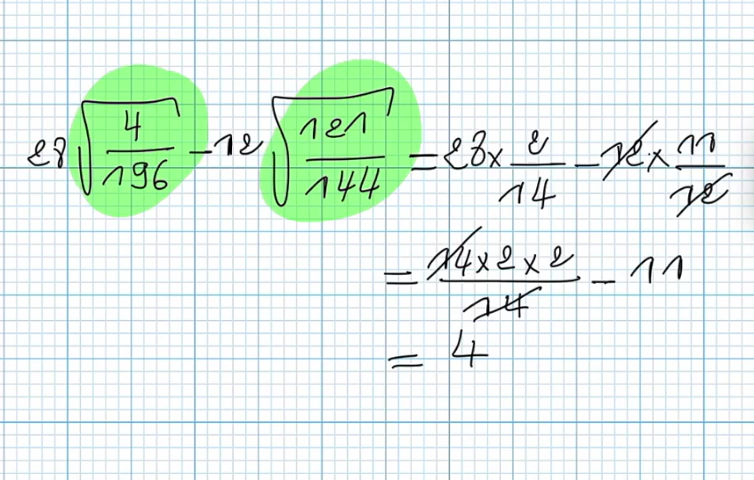 28√(4/196) - 12√(121/144) = 28 × 2/14 - 12 × 11/12
= 14 × 2 × 2/14 - 11
= 4